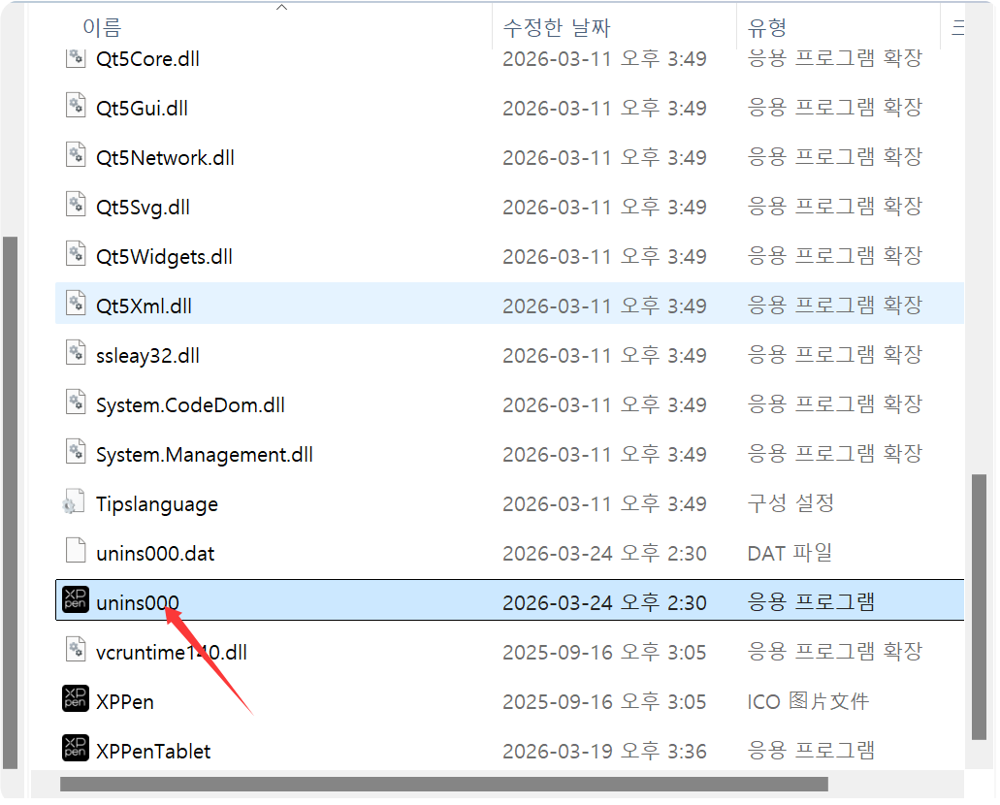 이름 수정한 날짜 유형
Qt5Core.dll 2026-03-11 오후 3:49 응용 프로그램 확장
Qt5Gui.dll 2026-03-11 오후 3:49 응용 프로그램 확장
Qt5Network.dll 2026-03-11 오후 3:49 응용 프로그램 확장
Qt5Svg.dll 2026-03-11 오후 3:49 응용 프로그램 확장
Qt5Widgets.dll 2026-03-11 오후 3:49 응용 프로그램 확장
Qt5Xml.dll 2026-03-11 오후 3:49 응용 프로그램 확장
ssleay32.dll 2026-03-11 오후 3:49 응용 프로그램 확장
System.CodeDom.dll 2026-03-11 오후 3:49 응용 프로그램 확장
System.Management.dll 2026-03-11 오후 3:49 응용 프로그램 확장
Tipslanguage 2026-03-11 오후 3:49 구성 설정
unins000.dat 2026-03-24 오후 2:30 DAT 파일
XP pen unins000 2026-03-24 오후 2:30 응용 프로그램
vcruntime140.dll 2025-09-16 오후 3:05 응용 프로그램 확장
XP pen XPPen 2025-09-16 오후 3:05 ICO 图片文件
XP pen XPPenTablet 2026-03-19 오후 3:36 응용 프로그램